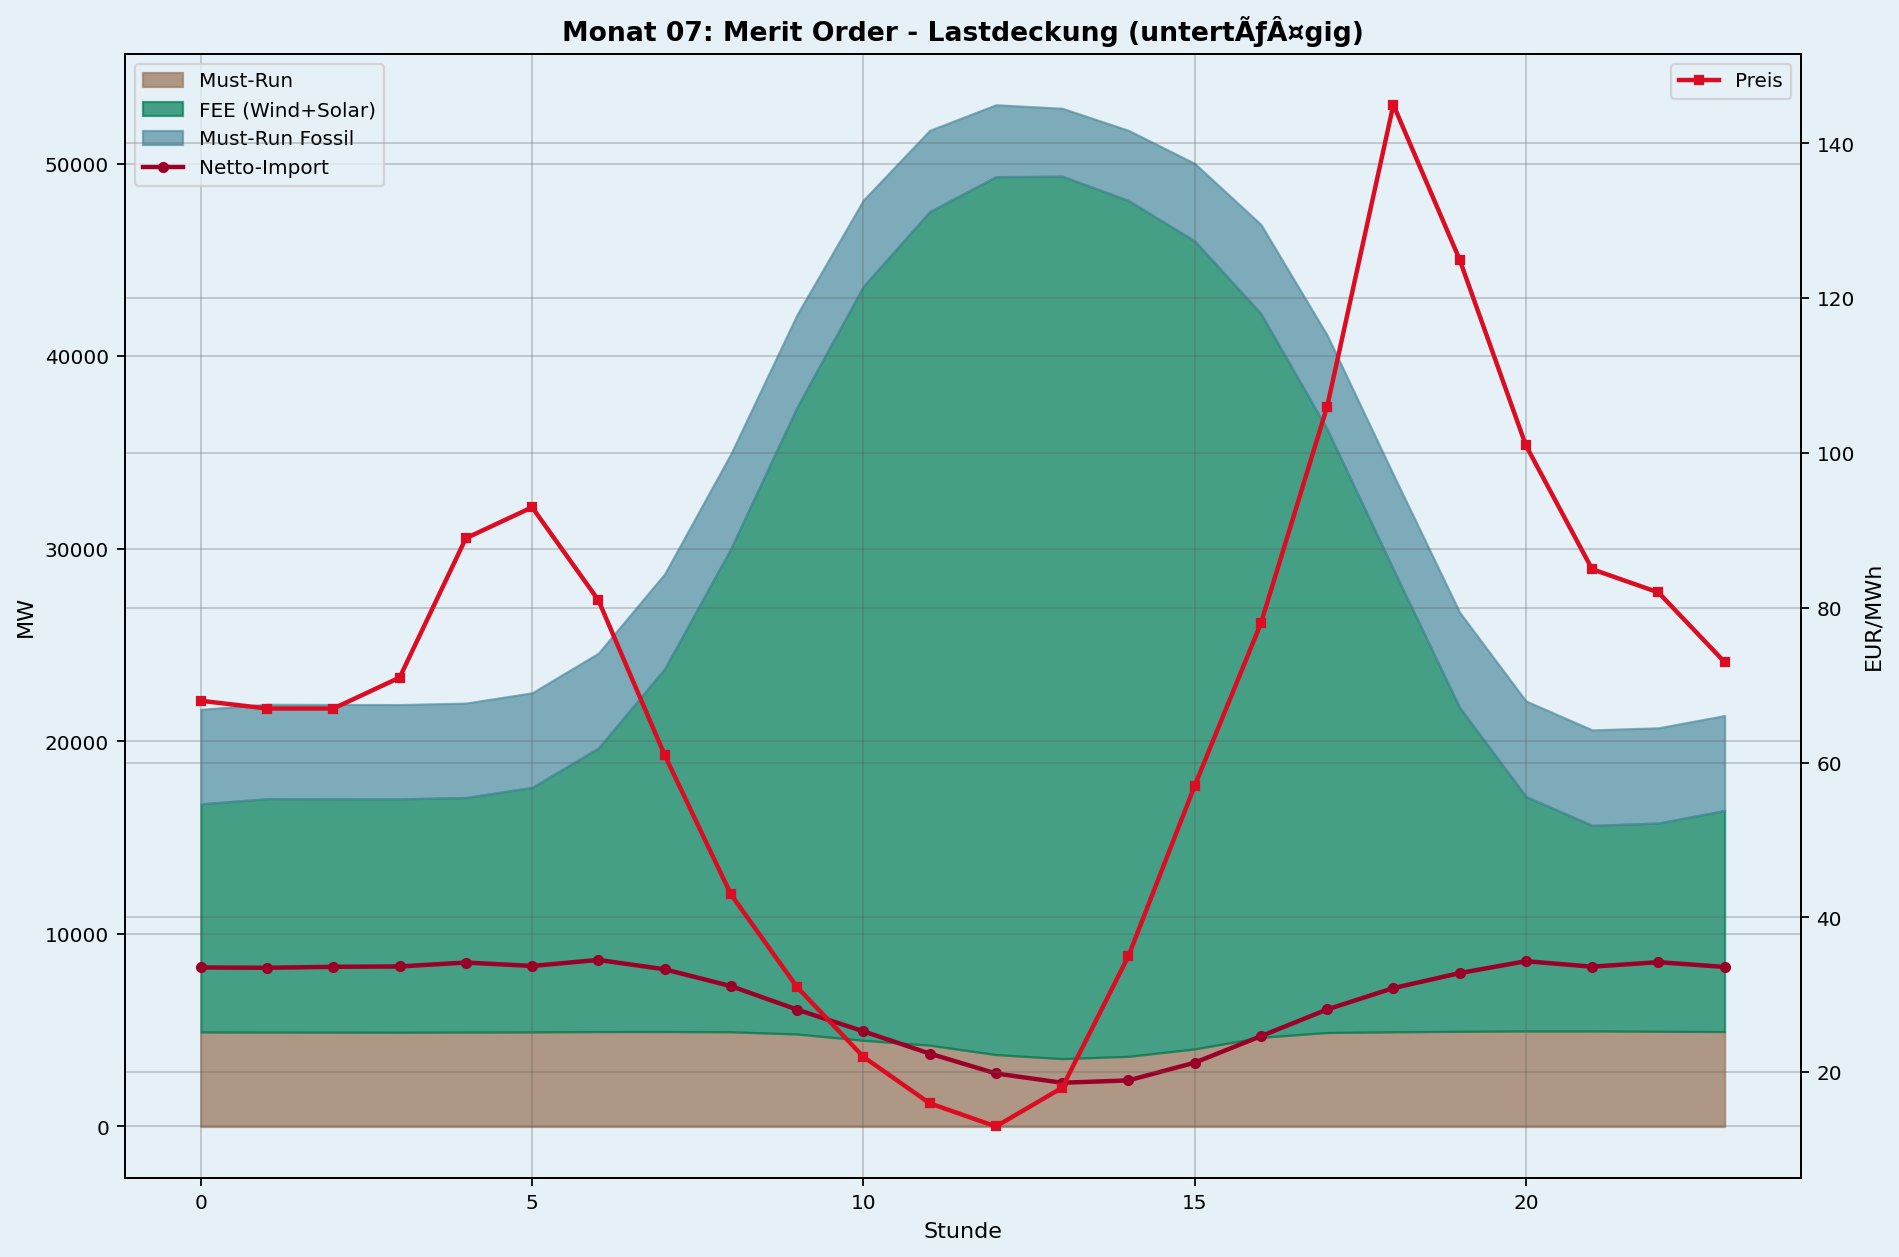 Monat 07: Merit Order - Lastdeckung (untertÃƒÂ¤gig)
Must-Run
FEE (Wind+Solar)
Must-Run Fossil
Netto-Import
Preis
50000
40000
30000
20000
10000
0
MW
140
120
100
80
60
40
20
EUR/MWh
0 5 10 15 20
Stunde